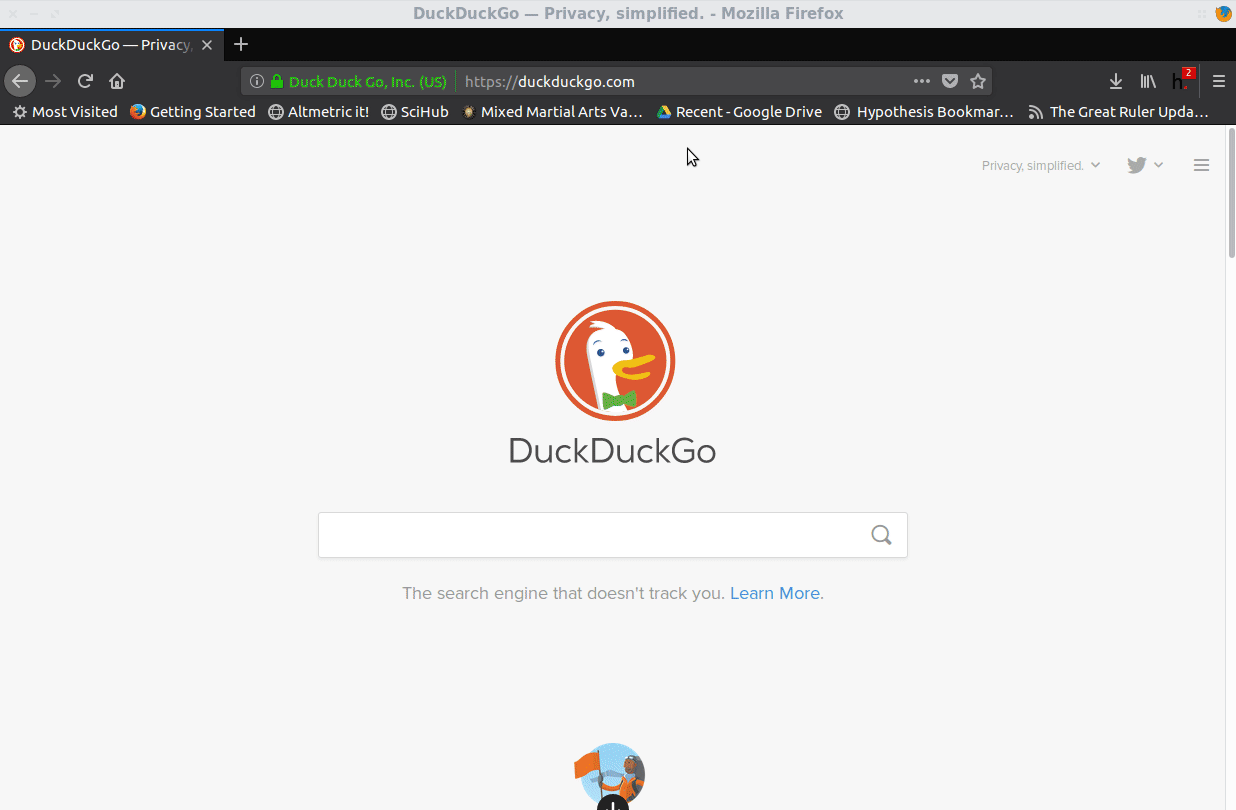 DuckDuckGo — Privacy, simplified. - Mozilla Firefox
DuckDuckGo — Privacy,
Duck Duck Go, Inc. (US) https://duckduckgo.com
h. 2
Most Visited Getting Started Altmetric it! SciHub Mixed Martial Arts Va… Recent - Google Drive Hypothesis Bookmar… The Great Ruler Upda…
Privacy, simplified.
DuckDuckGo
The search engine that doesn't track you. Learn More.